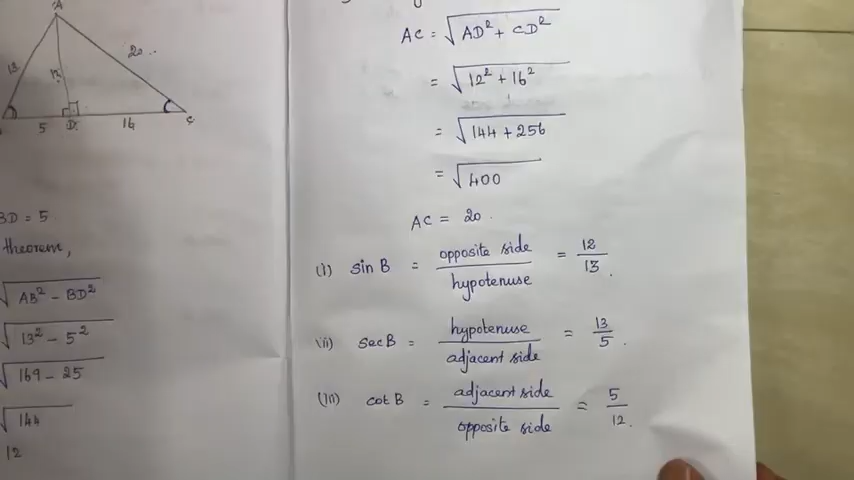 A
13
12
20
5
D
16
C
BD = 5
theorem,
√AB² - BD²
√13² - 5²
√169 - 25
√144
12
AC = √AD² + CD²
= √12² + 16²
= √144 + 256
= √400
AC = 20.
(i) sin B = opposite side / hypotenuse = 12/13.
(ii) sec B = hypotenuse / adjacent side = 13/5.
(iii) cot B = adjacent side / opposite side = 5/12.